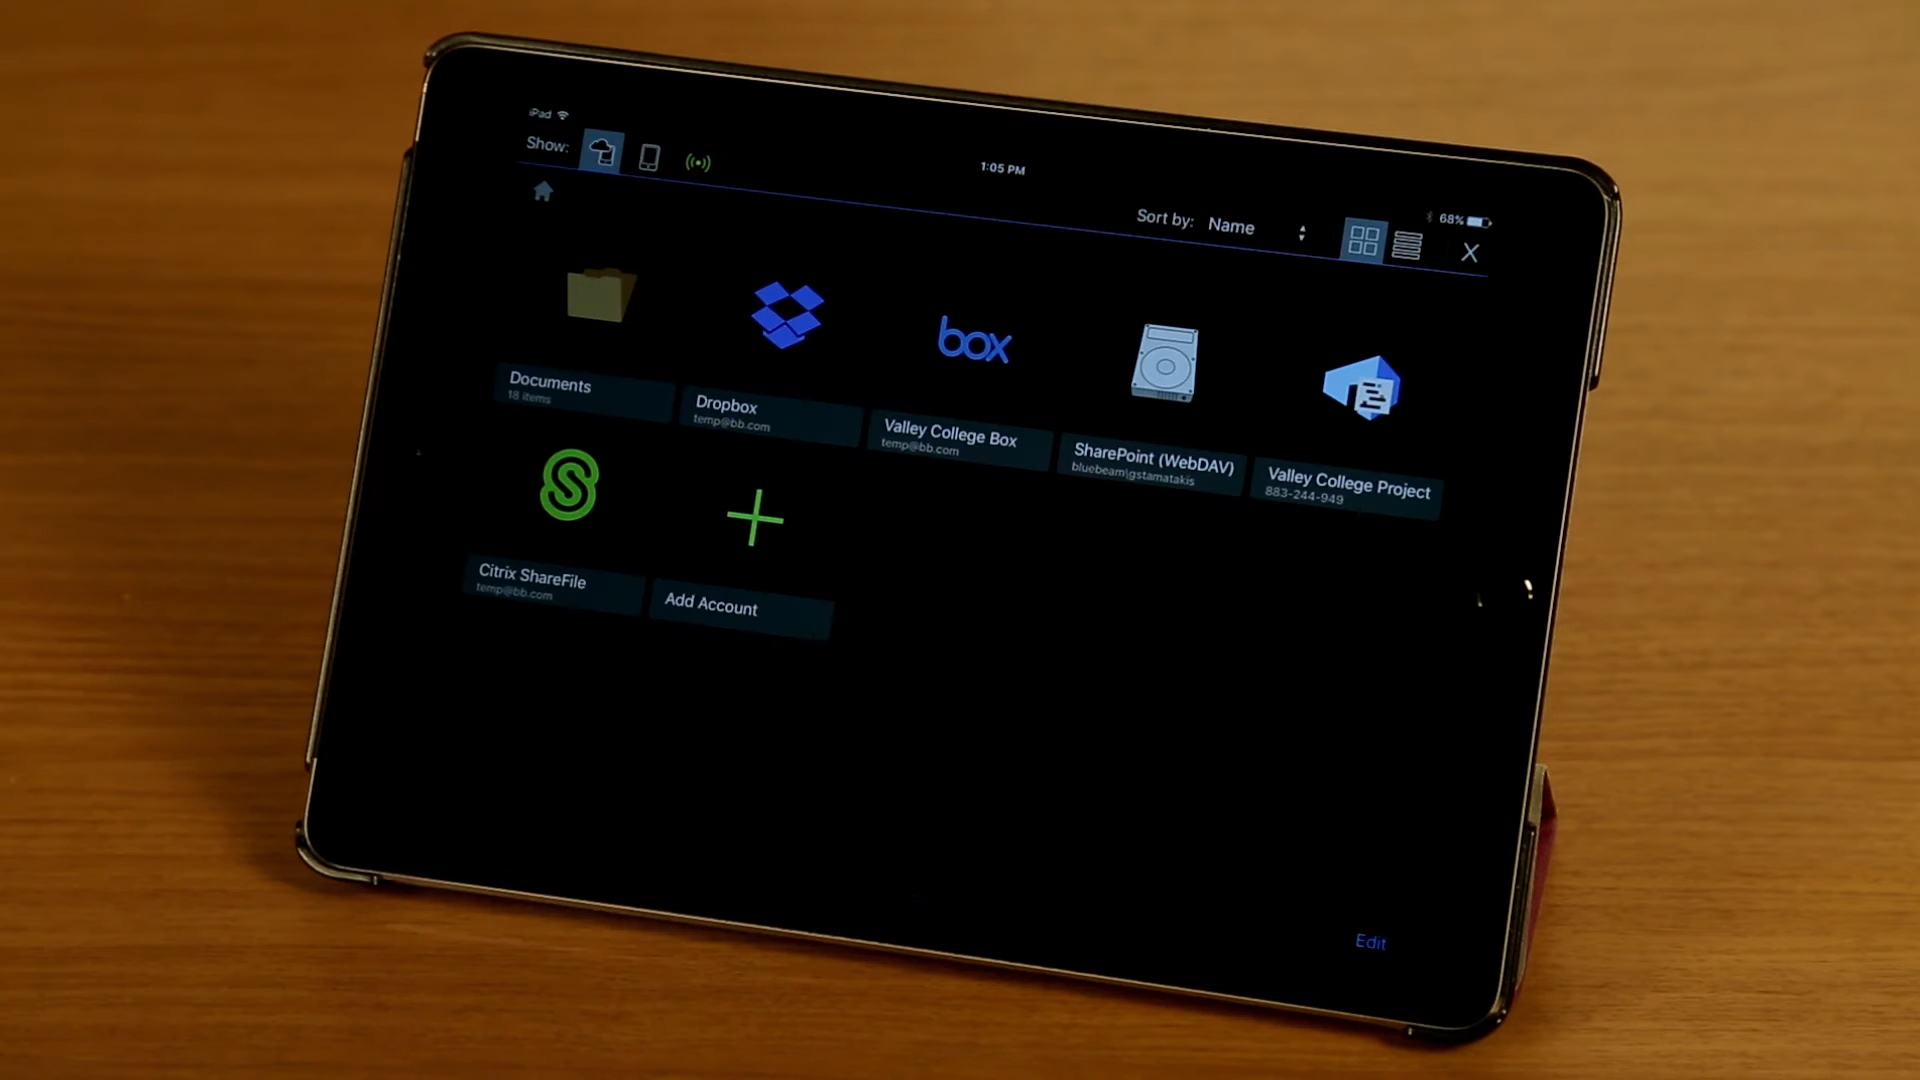 iPad
Show:
1:05 PM
Sort by: Name
68%
X
Documents
18 items
Dropbox
temp@bb.com
box
Valley College Box
temp@bb.com
SharePoint (WebDAV)
bluebeam\gstamatakis
Valley College Project
883-244-949
Citrix ShareFile
temp@bb.com
Add Account
Edit